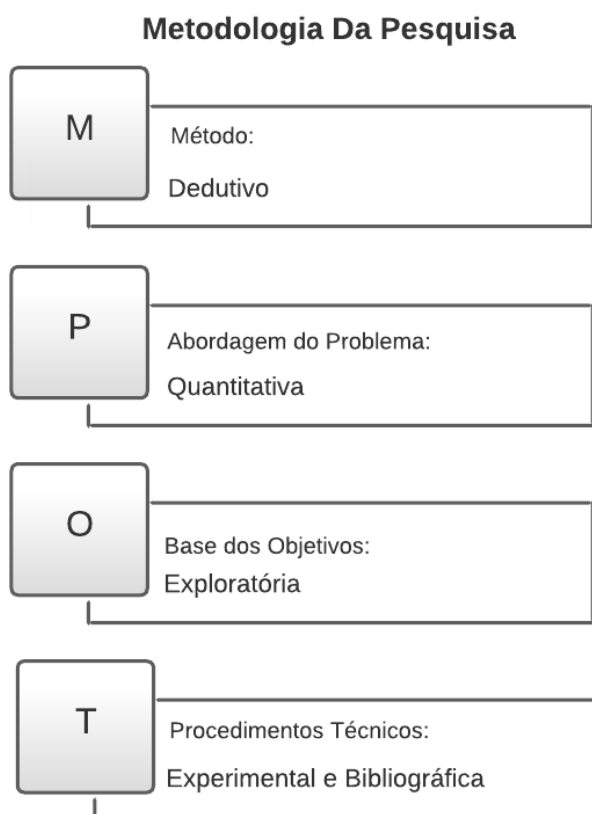 Metodologia Da Pesquisa
M
Método:
Dedutivo
P
Abordagem do Problema:
Quantitativa
O
Base dos Objetivos:
Exploratória
T
Procedimentos Técnicos:
Experimental e Bibliográfica